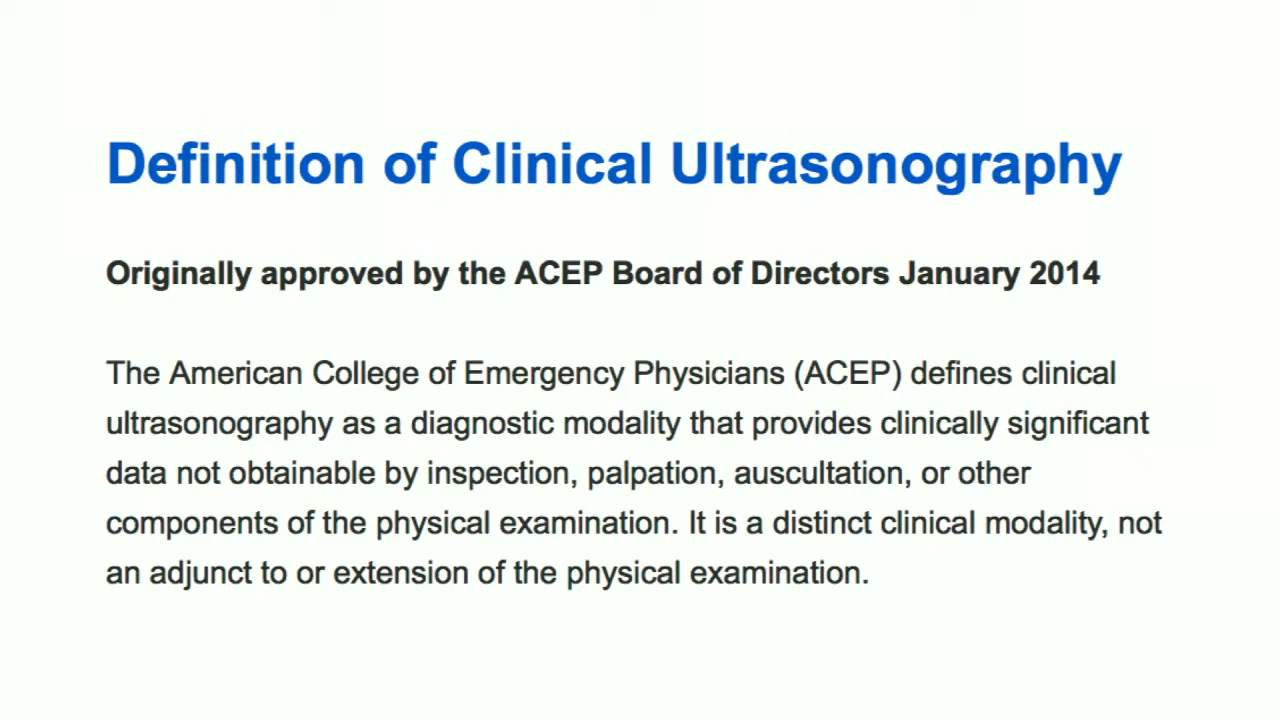 Definition of Clinical Ultrasonography
Originally approved by the ACEP Board of Directors January 2014
The American College of Emergency Physicians (ACEP) defines clinical
ultrasonography as a diagnostic modality that provides clinically significant
data not obtainable by inspection, palpation, auscultation, or other
components of the physical examination. It is a distinct clinical modality, not
an adjunct to or extension of the physical examination.